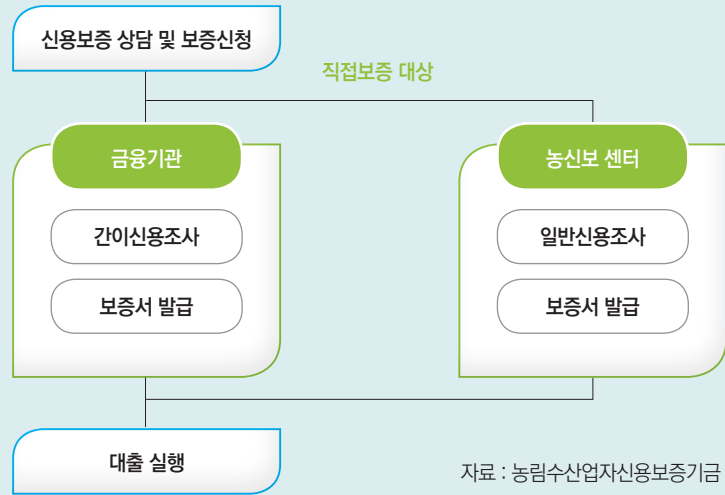 신용보증 상담 및 보증신청
직접보증 대상
금융기관
간이신용조사
보증서 발급
농신보 센터
일반신용조사
보증서 발급
대출 실행
자료 : 농림수산업자신용보증기금